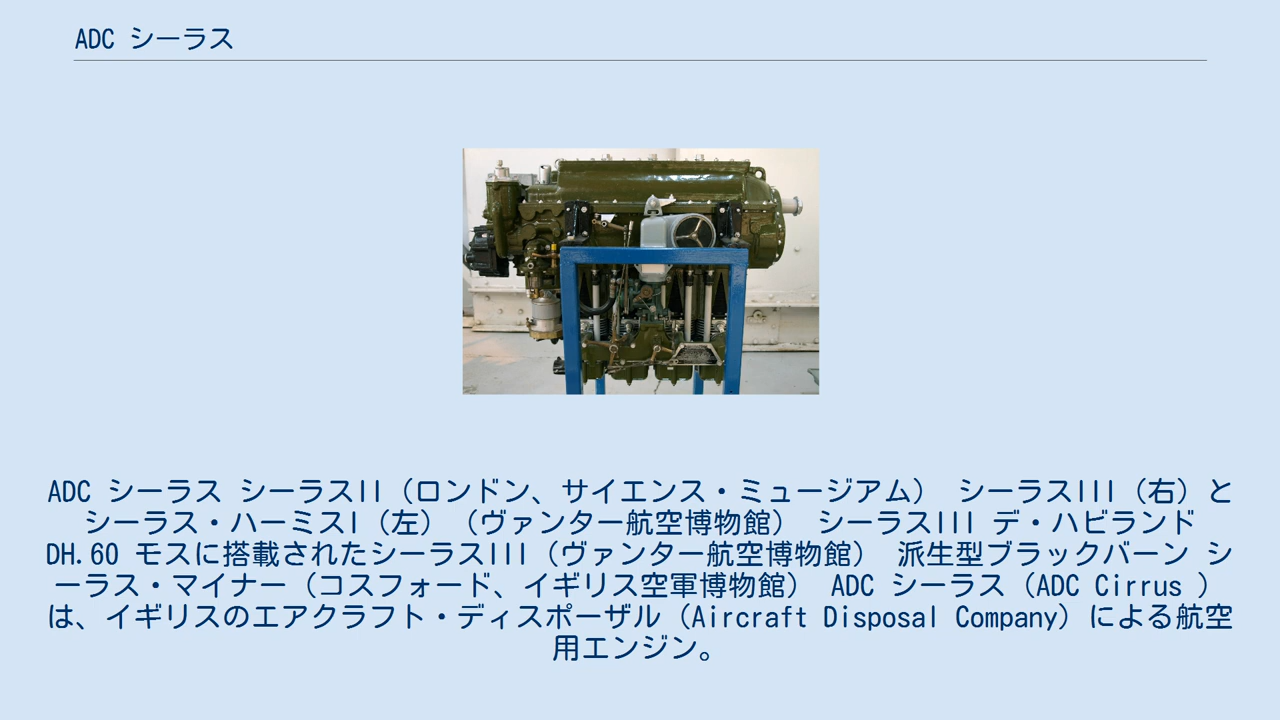 ADC シーラス
ADC シーラス シーラスII（ロンドン、サイエンス・ミュージアム） シーラスIII（右）と
シーラス・ハーミスI（左）（ヴァンター航空博物館） シーラスIII デ・ハビランド
DH.60 モスに搭載されたシーラスIII（ヴァンター航空博物館） 派生型ブラックバーン シ
ーラス・マイナー（コスフォード、イギリス空軍博物館） ADC シーラス（ADC Cirrus ）
は、イギリスのエアクラフト・ディスポーザル（Aircraft Disposal Company）による航空
用エンジン。